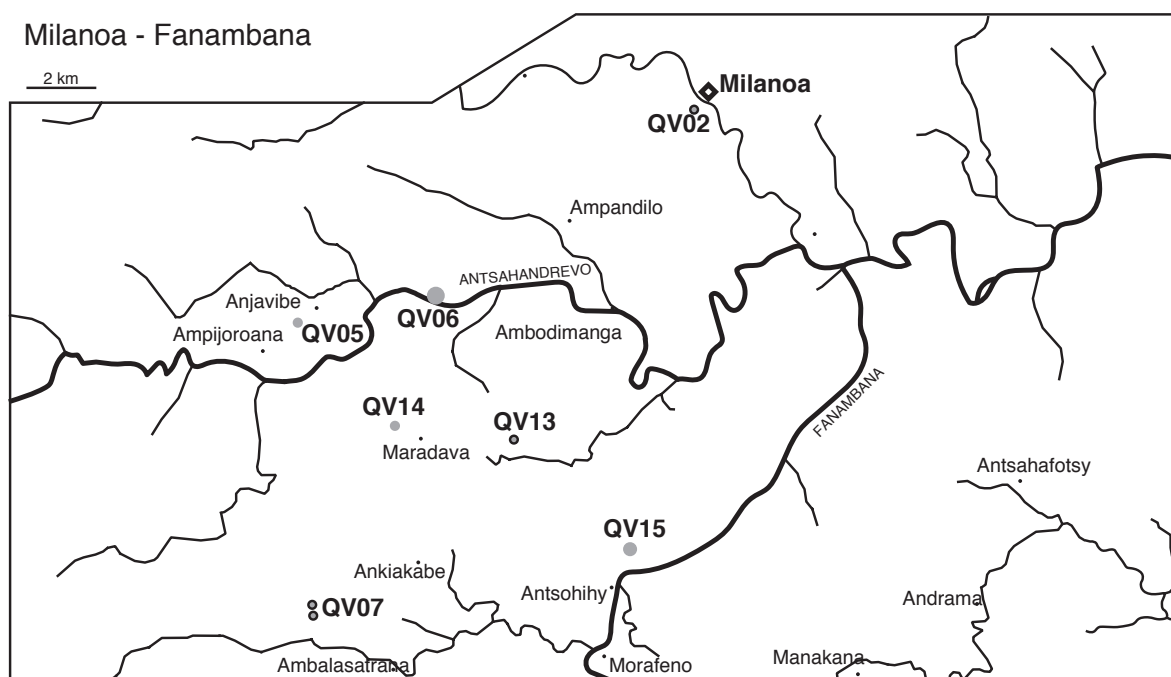 Milanoa - Fanambana
2 km
Milanoa
QV02
Ampandilo
ANTSAHANDREVO
Anjavibe
QV06
QV05
Ambodimanga
Ampijoroana
FANAMBANA
QV14
QV13
Maradava
Antsahafotsy
QV15
Ankiakabe
Antsohihy
Andrama
QV07
Ambalasatrana
Morafeno
Manakana